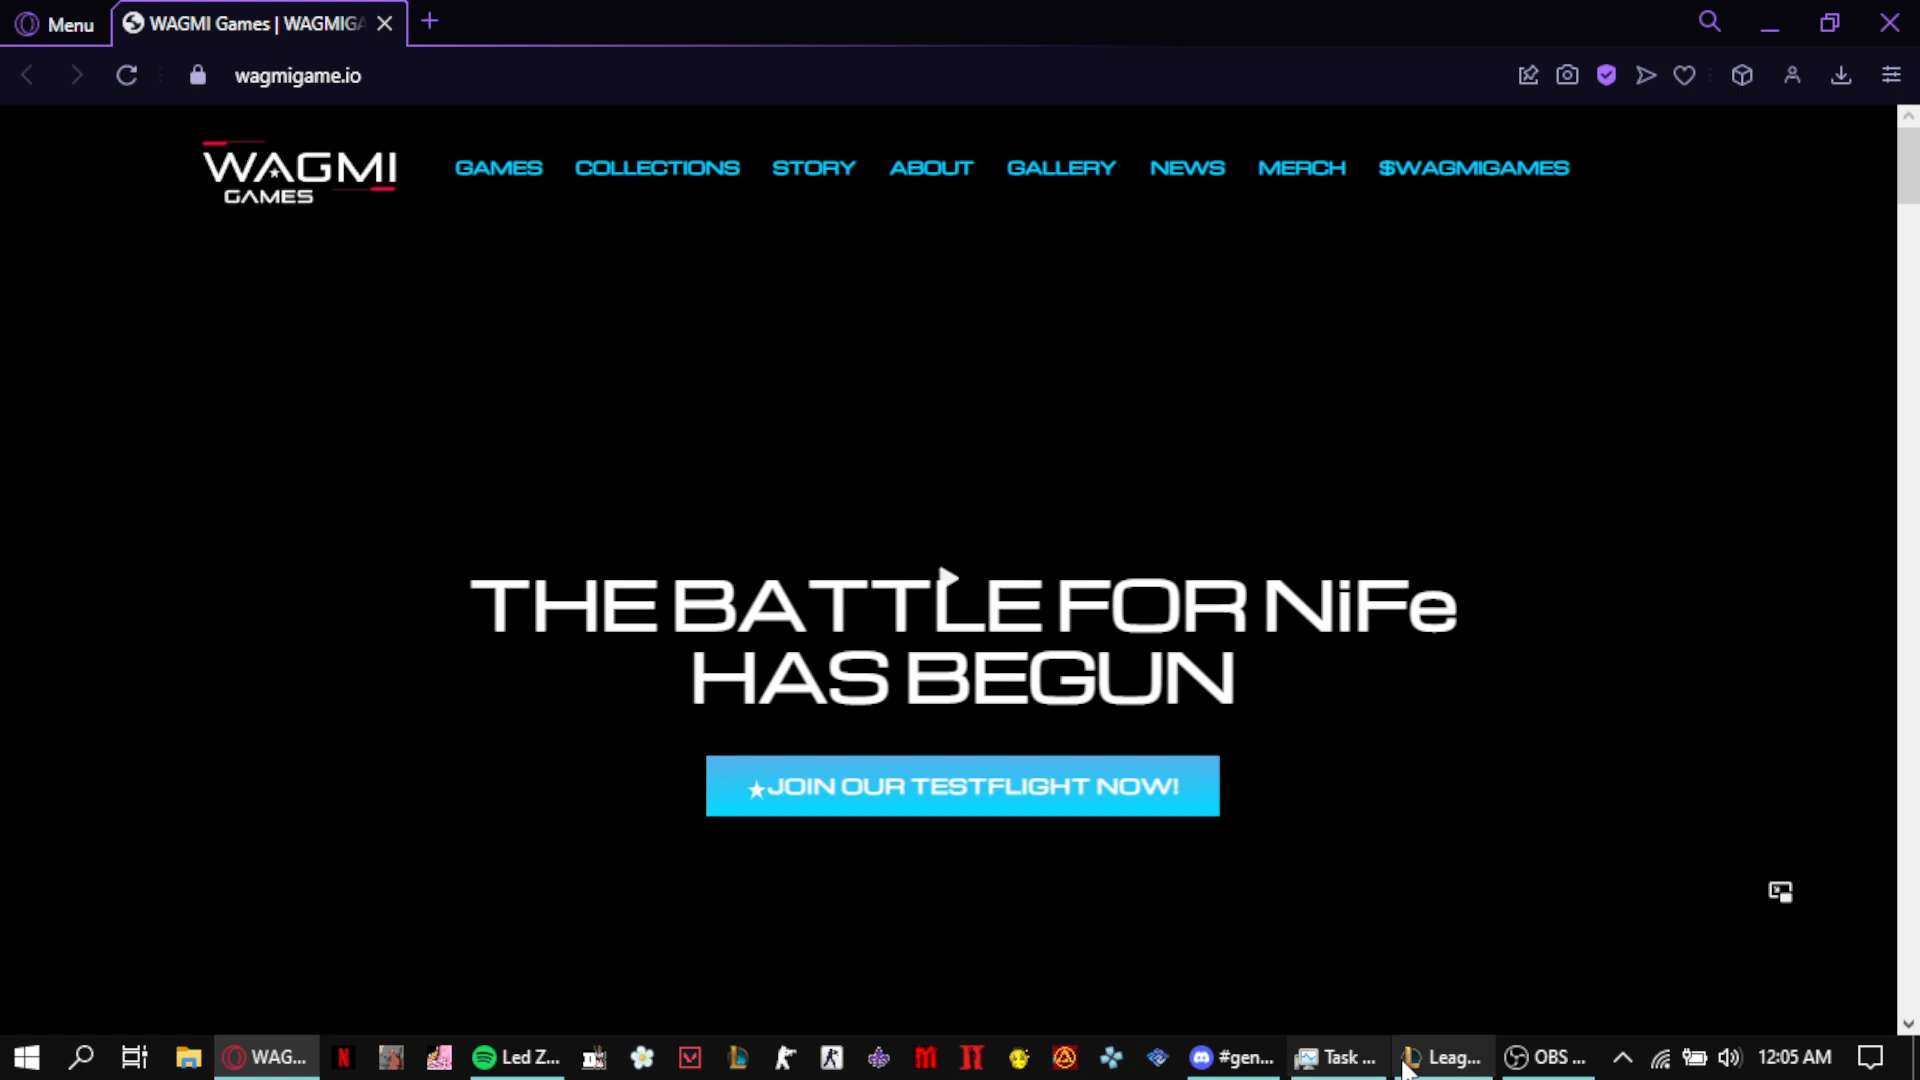 Menu
WAGMI Games | WAGMIGA
wagmigame.io
WAGMI
GAMES
GAMES COLLECTIONS STORY ABOUT GALLERY NEWS MERCH $WAGMIGAMES
THE BATTLE FOR NiFe
HAS BEGUN
★JOIN OUR TESTFLIGHT NOW!
WAG... Led Z... #gen... Task ... Leag... OBS ... 12:05 AM